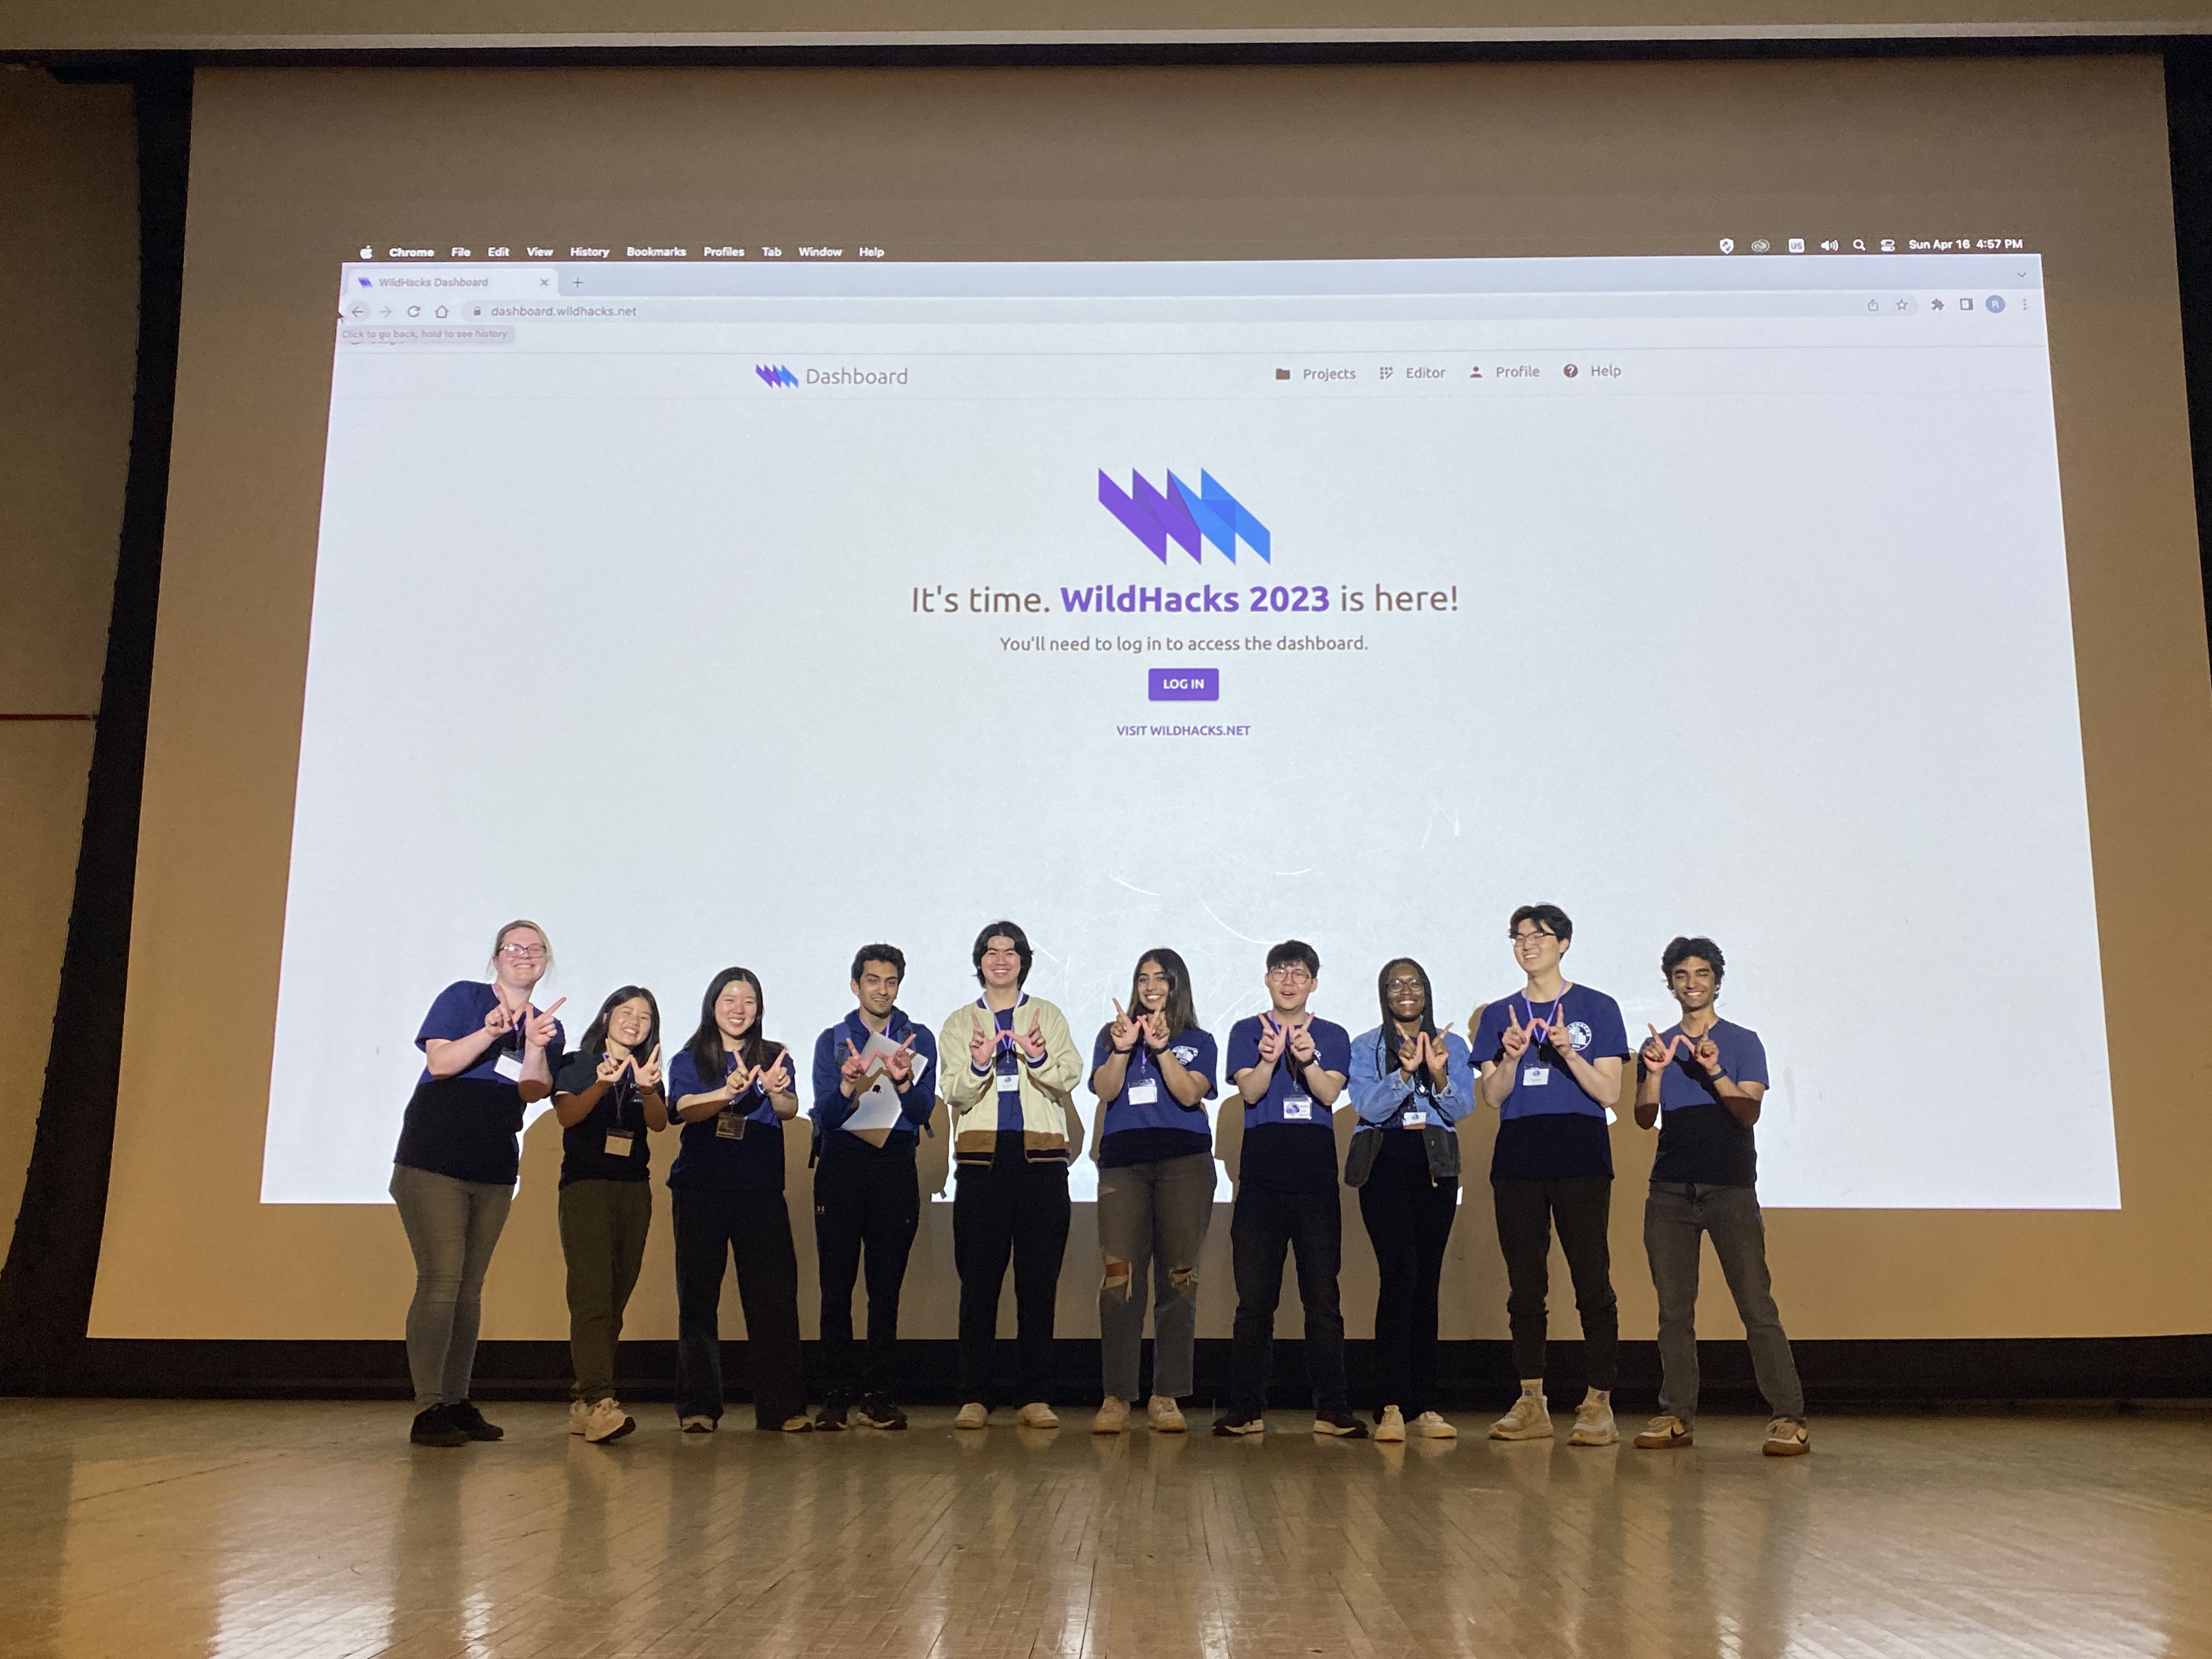 Chrome File Edit View History Bookmarks Profiles Tab Window Help
US Sun Apr 16 4:57 PM
WildHacks Dashboard
dashboard.wildhacks.net
R
Click to go back, hold to see history
Dashboard
Projects Editor Profile Help
It's time. WildHacks 2023 is here!
You'll need to log in to access the dashboard.
LOG IN
VISIT WILDHACKS.NET